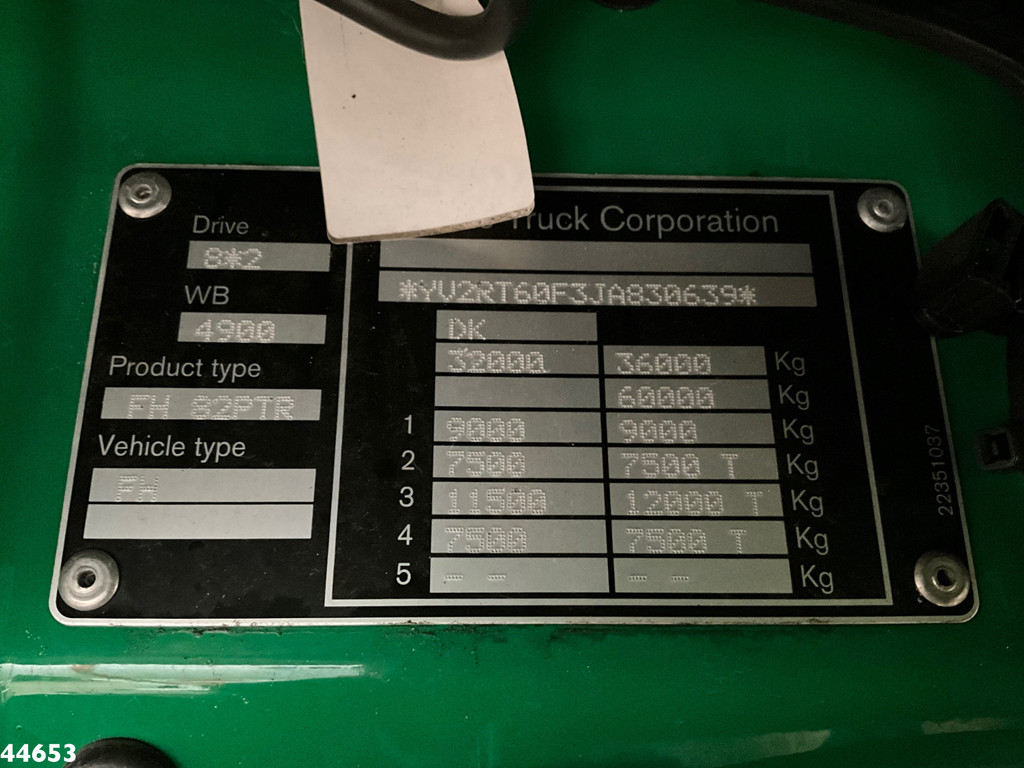 Drive
8*2
WB
4900
Product type
FH 82PTR
Vehicle type
FH
Truck Corporation
*YV2RT60F3JA830639*
DK
32000 36000 Kg
60000 Kg
1 9000 9000 Kg
2 7500 7500 T Kg
3 11500 12000 T Kg
4 7500 7500 T Kg
5 - - - - Kg
22351037
44653